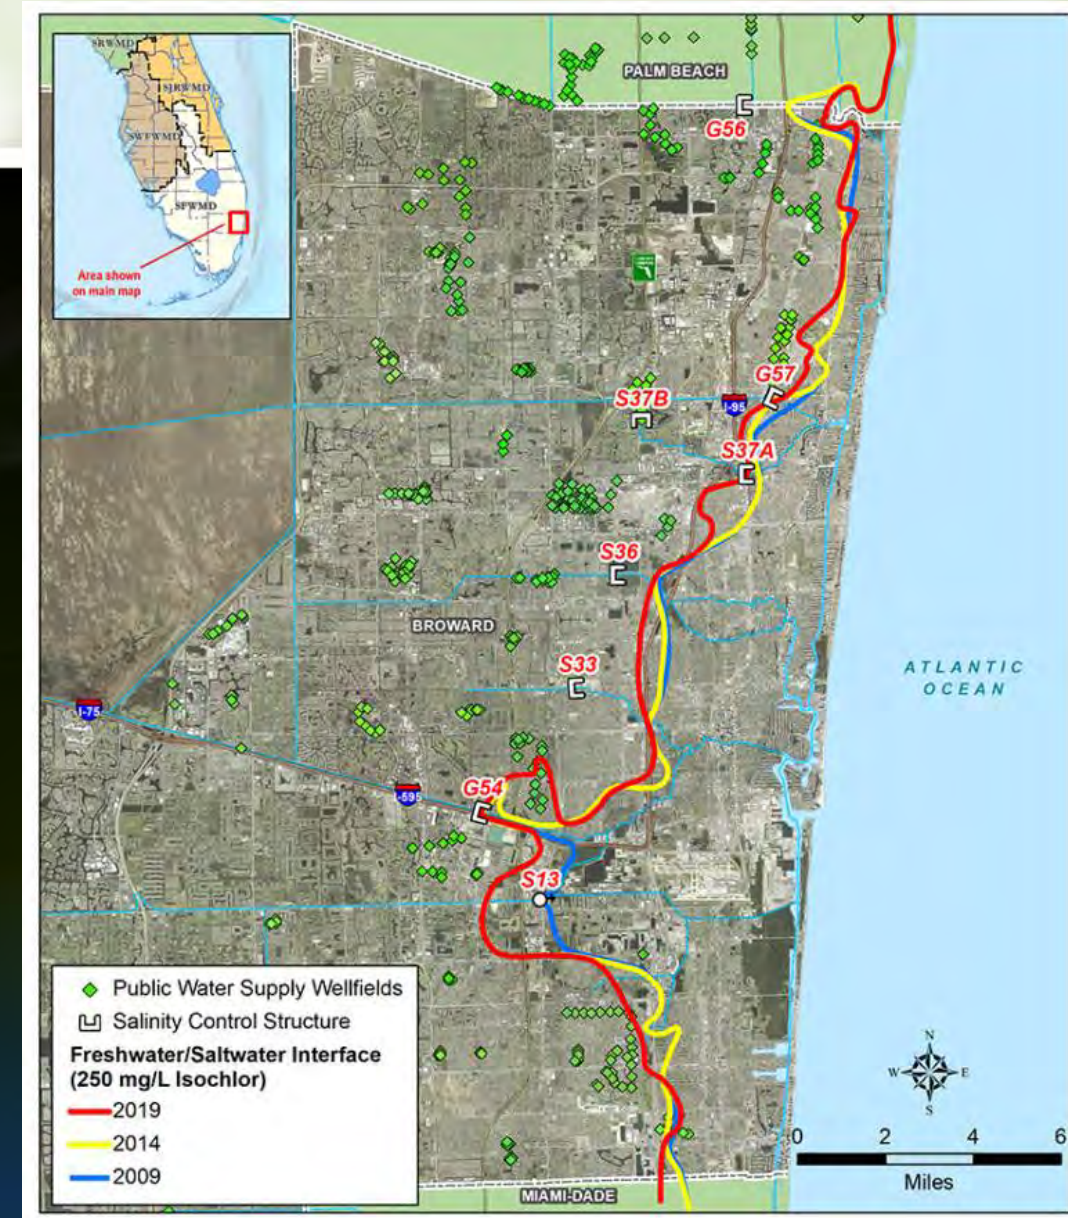 SRWMD
SJRWMD
SWFWMD
SFWMD
Area shown
on main map
PALM BEACH
G56
G57
S37B
I-95
S37A
S36
BROWARD
S33
ATLANTIC
OCEAN
I-75
G54
I-595
S13
Public Water Supply Wellfields
Salinity Control Structure
Freshwater/Saltwater Interface
(250 mg/L Isochlor)
2019
2014
2009
N
W
E
S
0 2 4 6
Miles
MIAMI-DADE